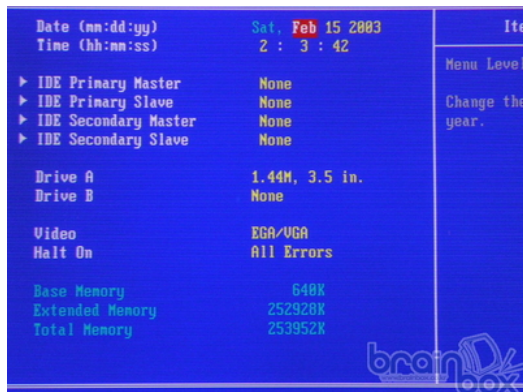 Date (mm:dd:yy) Sat, Feb 15 2003
Time (hh:mm:ss) 2 : 3 : 42
Ite
Menu Level
Change the
year.
IDE Primary Master None
IDE Primary Slave None
IDE Secondary Master None
IDE Secondary Slave None
Drive A 1.44M, 3.5 in.
Drive B None
Video EGA/VGA
Halt On All Errors
Base Memory 640K
Extended Memory 252928K
Total Memory 253952K
brain
box